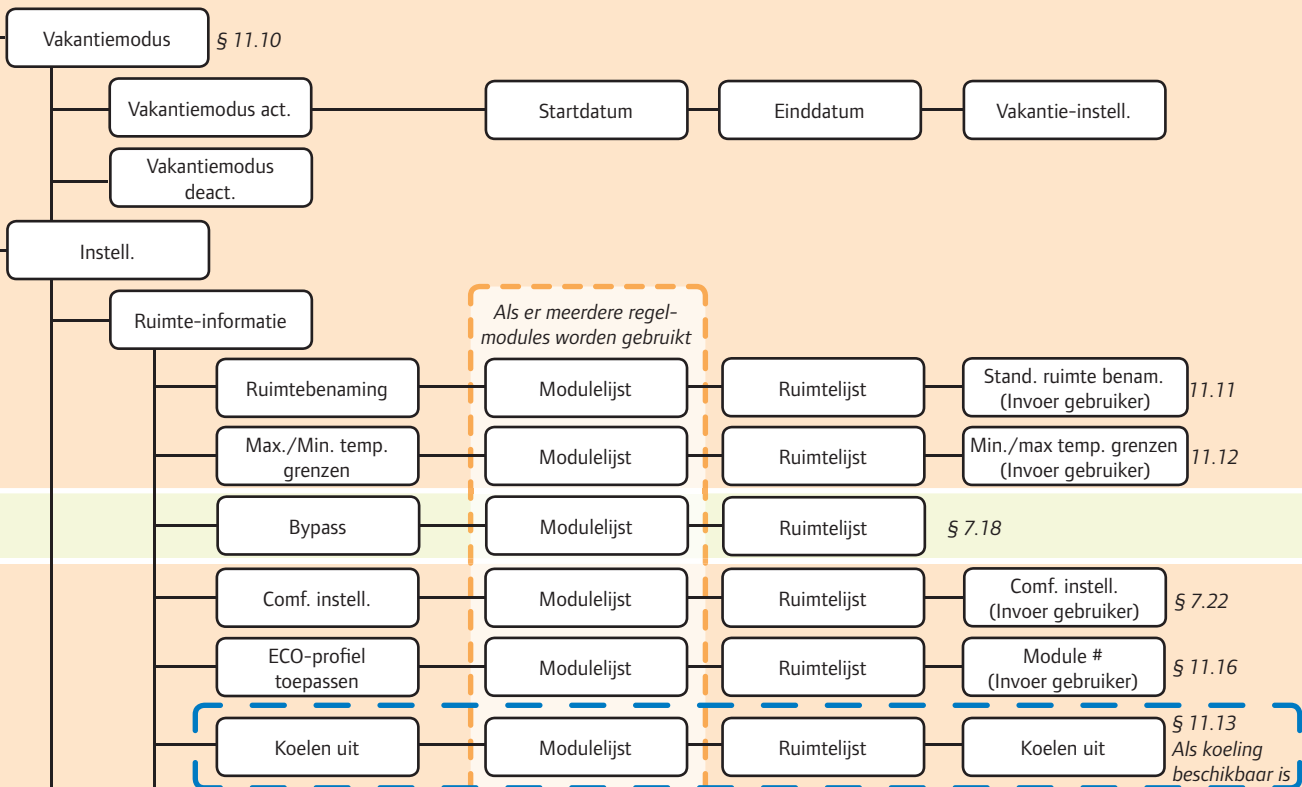 Vakantiemodus
§ 11.10
Vakantiemodus act.
Startdatum
Einddatum
Vakantie-instell.
Vakantiemodus
deact.
Instell.
Ruimte-informatie
Als er meerdere regel-
modules worden gebruikt
Ruimtebenaming
Modulelijst
Ruimtelijst
Stand. ruimte benam.
(Invoer gebruiker)
11.11
Max./Min. temp.
grenzen
Modulelijst
Ruimtelijst
Min./max temp. grenzen
(Invoer gebruiker)
11.12
Bypass
Modulelijst
Ruimtelijst
§ 7.18
Comf. instell.
Modulelijst
Ruimtelijst
Comf. instell.
(Invoer gebruiker)
§ 7.22
ECO-profiel
toepassen
Modulelijst
Ruimtelijst
Module #
(Invoer gebruiker)
§ 11.16
Koelen uit
Modulelijst
Ruimtelijst
Koelen uit
§ 11.13
Als koeling
beschikbaar is